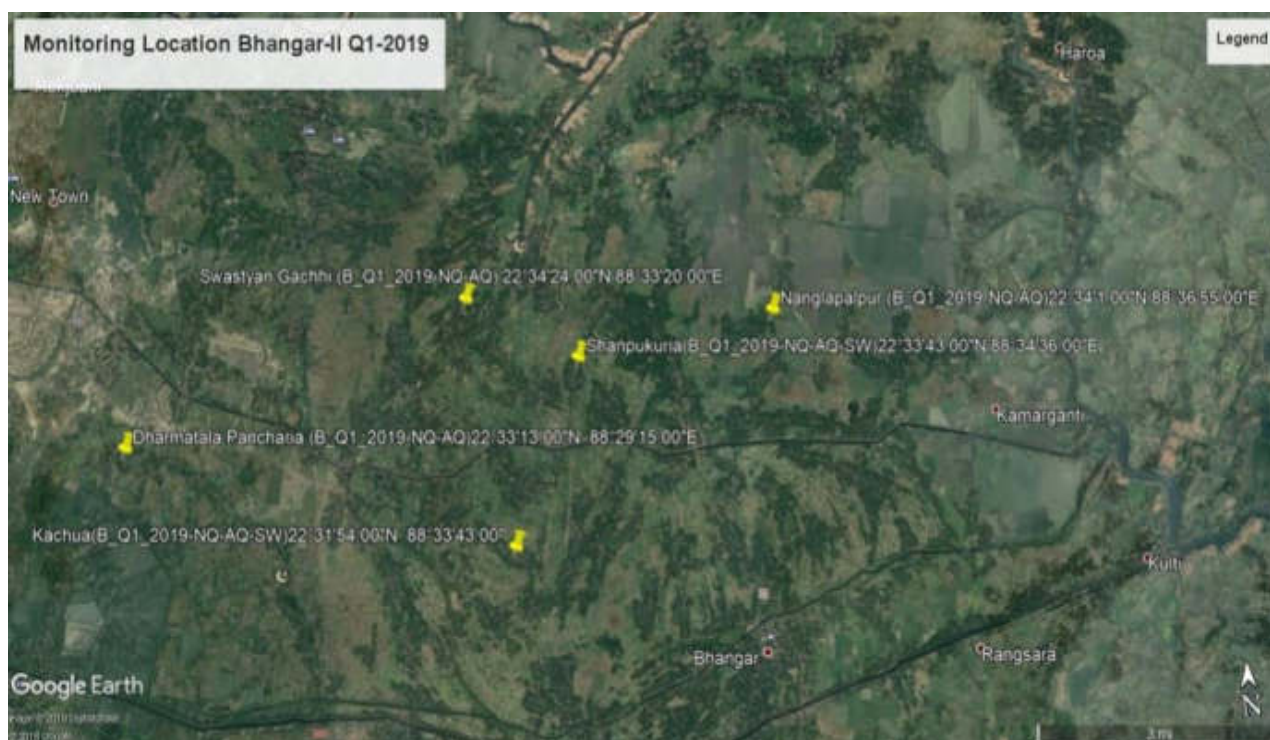 Monitoring Location Bhangar-II Q1-2019
Legend
Haroa
New Town
Swastyan Gachhi (B_Q1_2019-NQ-AQ) 22°34'24.00"N 88°33'20.00"E
Nanglapalpur (B_Q1_2019-NQ-AQ)22°34'1.00"N 88°36'55.00"E
Shanpukuria(B_Q1_2019-NQ-AQ-SW)22°33'43.00"N 88°34'36.00"E
Kamarganti
Dharmatala Panchatia (B_Q1_2019-NQ-AQ)22°33'13.00"N 88°29'15.00"E)
Kachua(B_Q1_2019-NQ-AQ-SW)22°31'54.00"N 88°33'43.00"
Kulti
Bhangar
Rangsara
Google Earth
N
3 mi